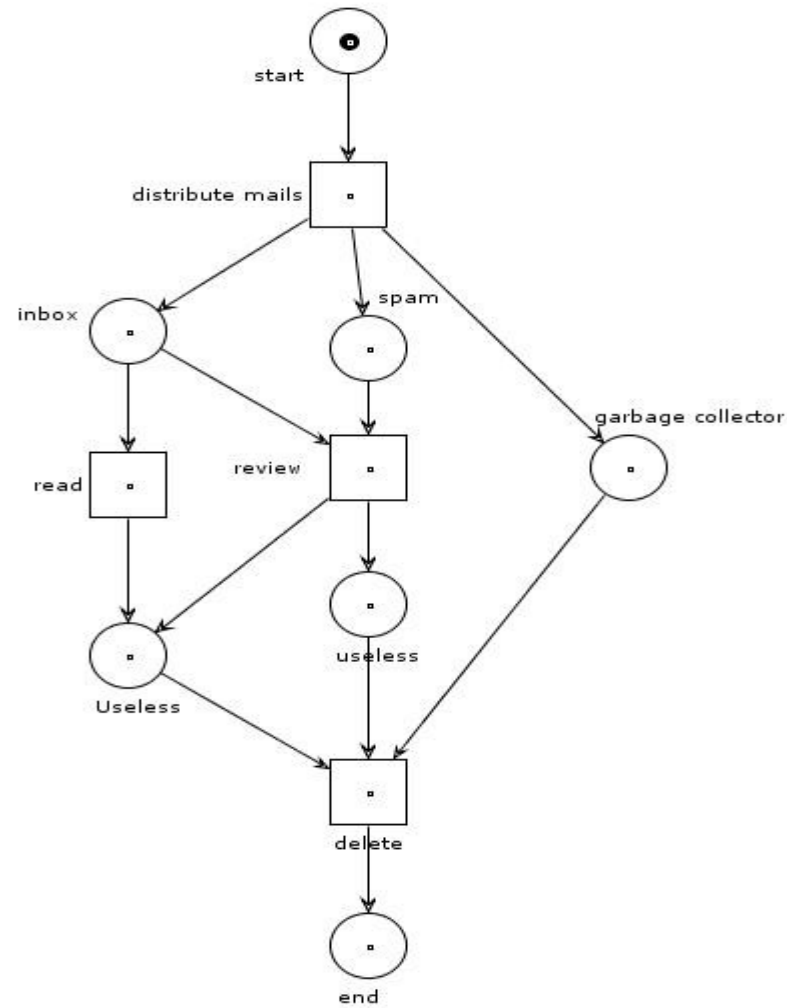 start
distribute mails
spam
inbox
garbage collector
review
read
useless
Useless
delete
end